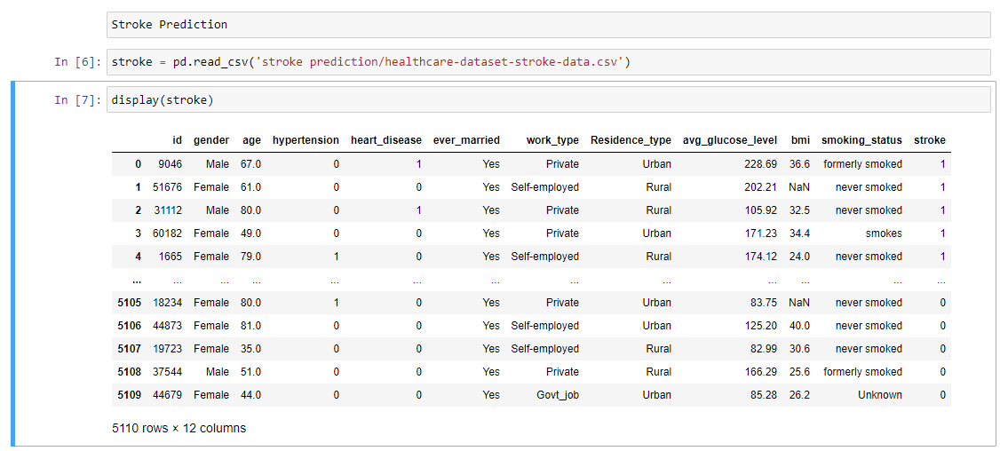 Stroke Prediction
In [6]: stroke = pd.read_csv('stroke prediction/healthcare-dataset-stroke-data.csv')
In [7]: display(stroke)
id gender age hypertension heart_disease ever_married work_type Residence_type avg_glucose_level bmi smoking_status stroke
0 9046 Male 67.0 0 1 Yes Private Urban 228.69 36.6 formerly smoked 1
1 51676 Female 61.0 0 0 Yes Self-employed Rural 202.21 NaN never smoked 1
2 31112 Male 80.0 0 1 Yes Private Rural 105.92 32.5 never smoked 1
3 60182 Female 49.0 0 0 Yes Private Urban 171.23 34.4 smokes 1
4 1665 Female 79.0 1 0 Yes Self-employed Rural 174.12 24.0 never smoked 1
... ... ... ... ... ... ... ... ... ... ... ... ...
5105 18234 Female 80.0 1 0 Yes Private Urban 83.75 NaN never smoked 0
5106 44873 Female 81.0 0 0 Yes Self-employed Urban 125.20 40.0 never smoked 0
5107 19723 Female 35.0 0 0 Yes Self-employed Rural 82.99 30.6 never smoked 0
5108 37544 Male 51.0 0 0 Yes Private Rural 166.29 25.6 formerly smoked 0
5109 44679 Female 44.0 0 0 Yes Govt_job Urban 85.28 26.2 Unknown 0
5110 rows × 12 columns